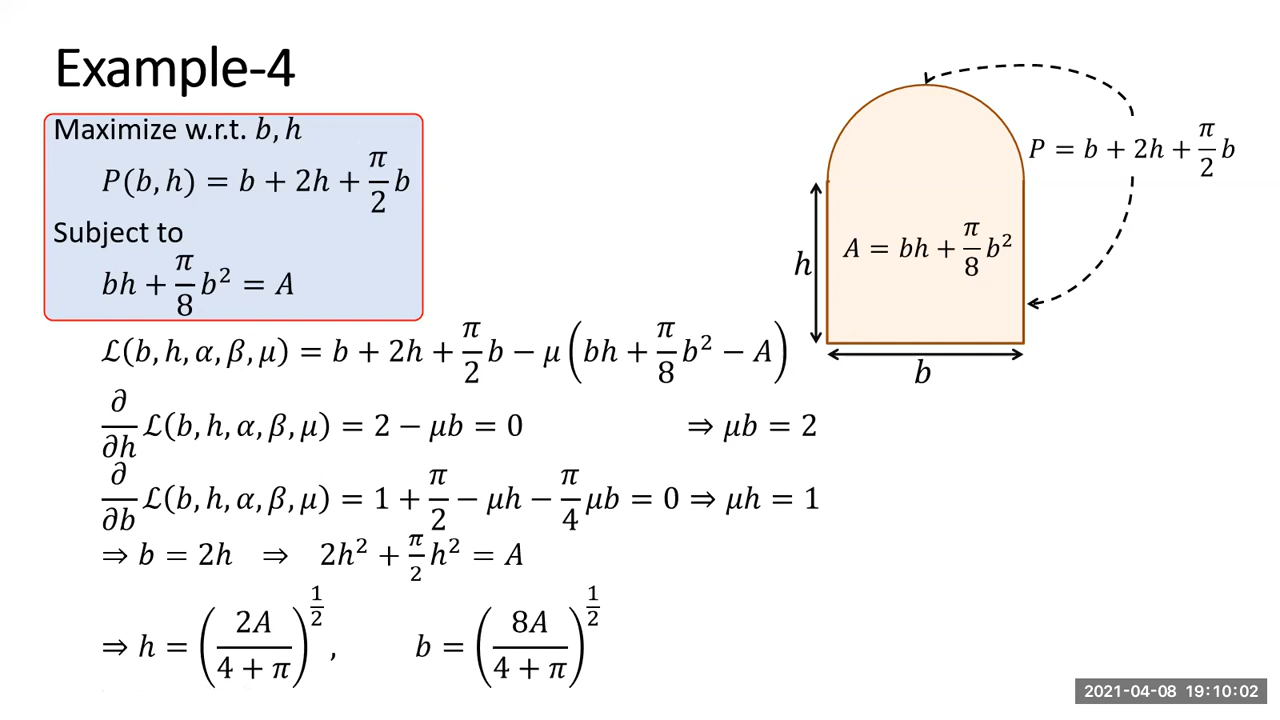 Example-4
Maximize w.r.t. b, h
P(b, h) = b + 2h + π/2 b
Subject to
bh + π/8 b² = A
P = b + 2h + π/2 b
A = bh + π/8 b²
h
b
ℒ(b, h, α, β, μ) = b + 2h + π/2 b − μ(bh + π/8 b² − A)
∂/∂h ℒ(b, h, α, β, μ) = 2 − μb = 0 ⇒ μb = 2
∂/∂b ℒ(b, h, α, β, μ) = 1 + π/2 − μh − π/4 μb = 0 ⇒ μh = 1
⇒ b = 2h ⇒ 2h² + π/2 h² = A
⇒ h = (2A/(4 + π))^(1/2), b = (8A/(4 + π))^(1/2)
2021-04-08 19:10:02